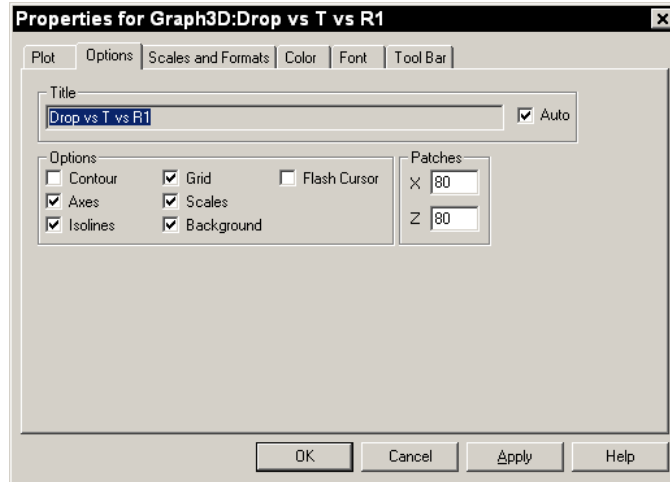 Properties for Graph3D:Drop vs T vs R1
Plot Options Scales and Formats Color Font Tool Bar
Title
Drop vs T vs R1 Auto
Options Patches
Contour Grid Flash Cursor X 80
Axes Scales
Isolines Background Z 80
OK Cancel Apply Help